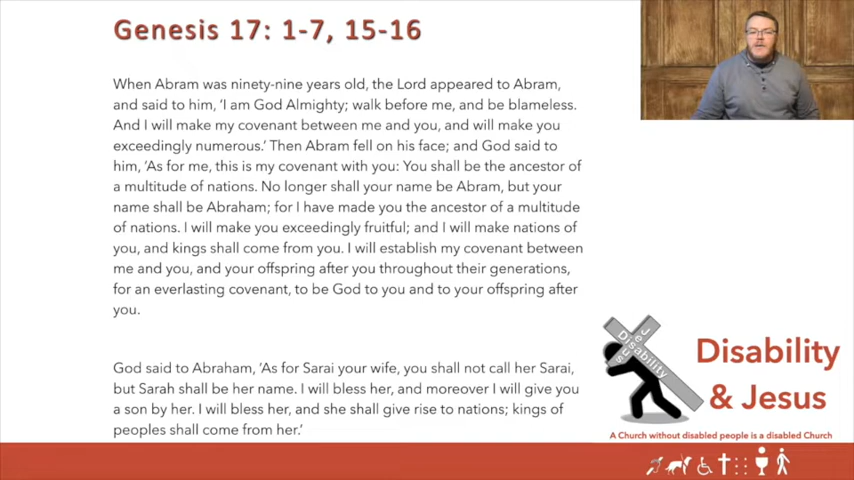 Genesis 17: 1-7, 15-16
When Abram was ninety-nine years old, the Lord appeared to Abram,
and said to him, ‘I am God Almighty; walk before me, and be blameless.
And I will make my covenant between me and you, and will make you
exceedingly numerous.’ Then Abram fell on his face; and God said to
him, ‘As for me, this is my covenant with you: You shall be the ancestor of
a multitude of nations. No longer shall your name be Abram, but your
name shall be Abraham; for I have made you the ancestor of a multitude
of nations. I will make you exceedingly fruitful; and I will make nations of
you, and kings shall come from you. I will establish my covenant between
me and you, and your offspring after you throughout their generations,
for an everlasting covenant, to be God to you and to your offspring after
you.
God said to Abraham, ‘As for Sarai your wife, you shall not call her Sarai,
but Sarah shall be her name. I will bless her, and moreover I will give you
a son by her. I will bless her, and she shall give rise to nations; kings of
peoples shall come from her.’
Jesus
Disability
Disability
& Jesus
A Church without disabled people is a disabled Church